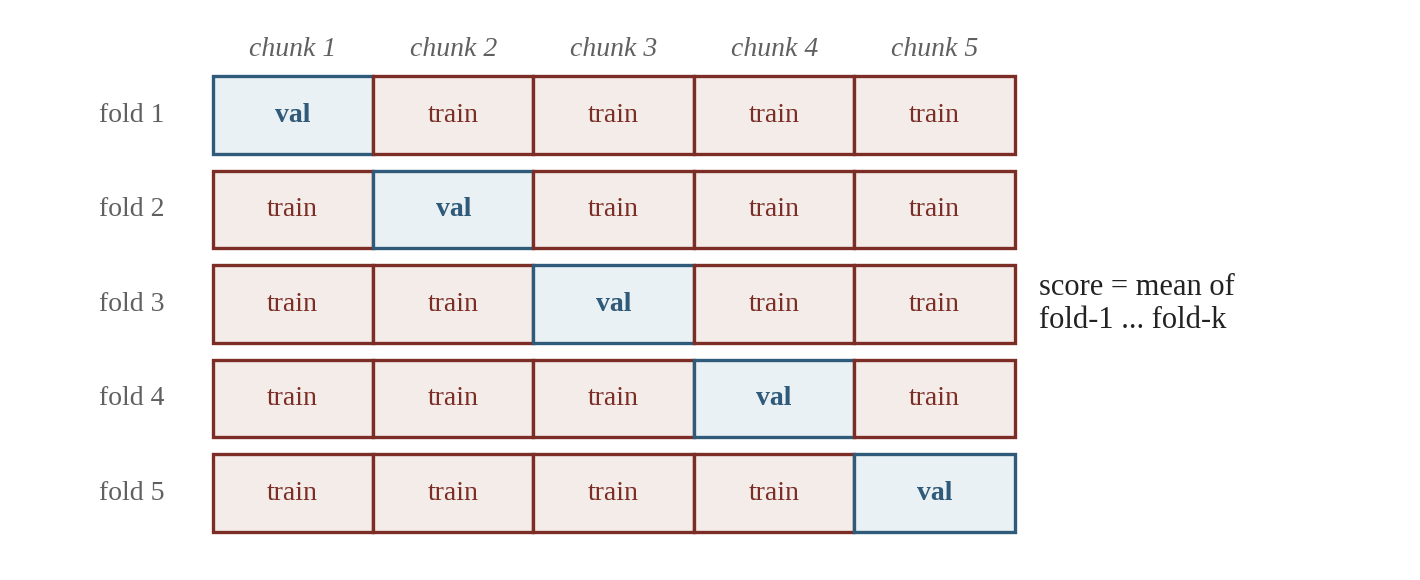 chunk 1 chunk 2 chunk 3 chunk 4 chunk 5
fold 1 val train train train train
fold 2 train val train train train
fold 3 train train val train train
score = mean of
fold-1 ... fold-k
fold 4 train train train val train
fold 5 train train train train val